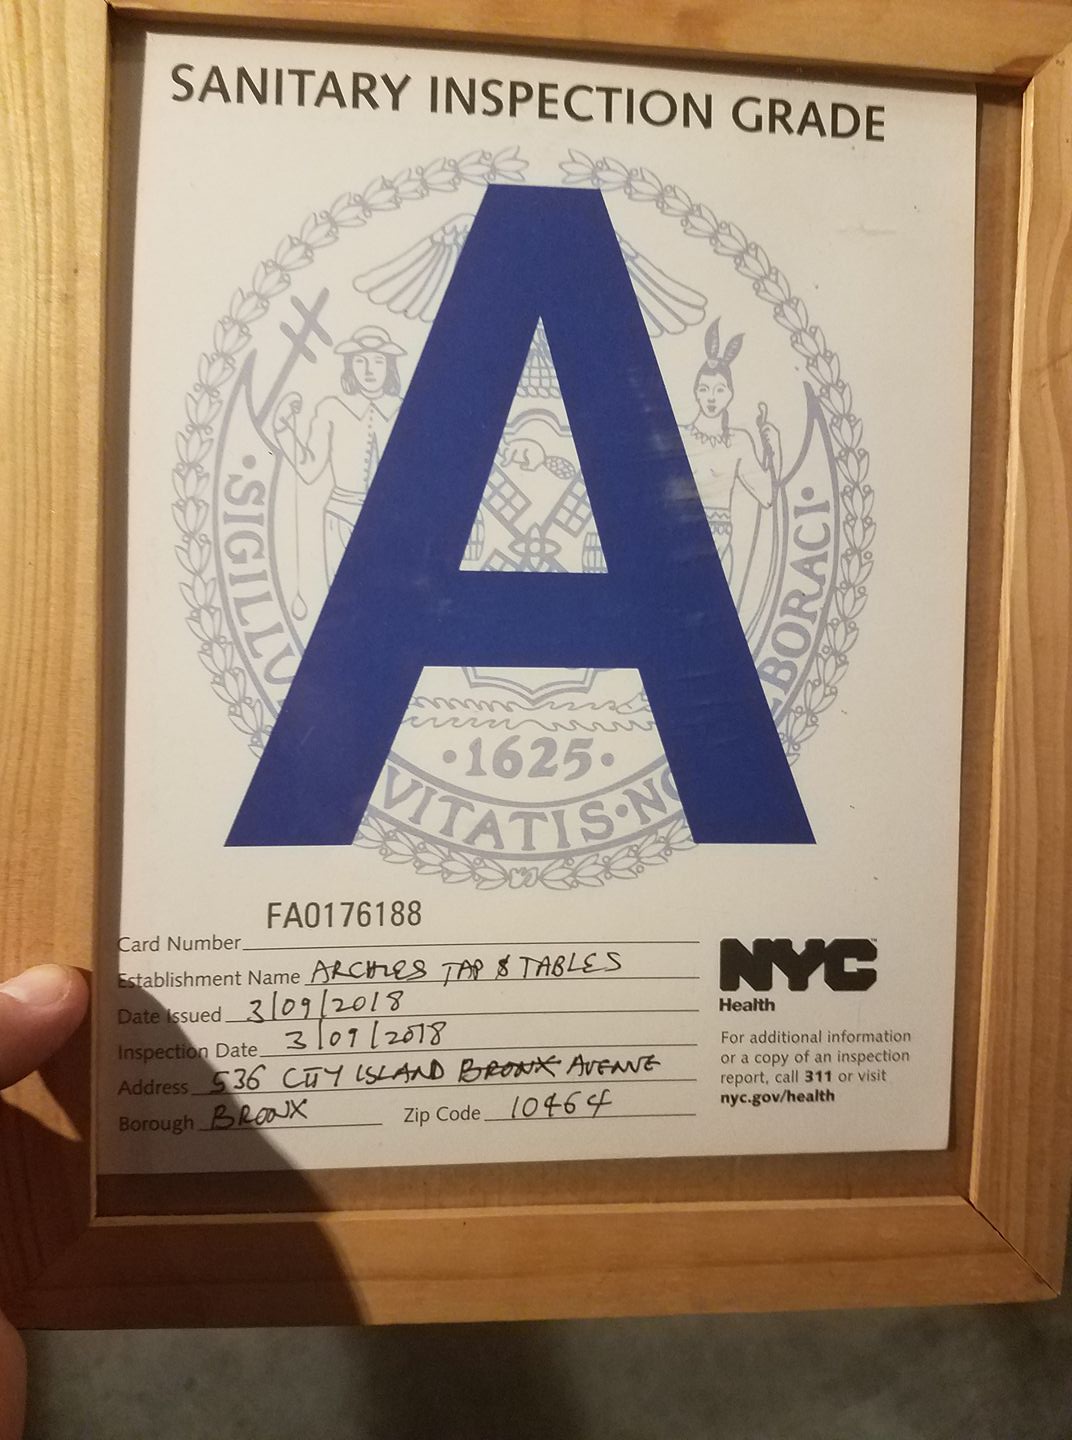 SANITARY INSPECTION GRADE
A
SIGILLU
BORACI
1625
VITATIS·NO
FA0176188
Card Number
Establishment Name ARCHIES TAP & TABLES
Date Issued 3/09/2018
Inspection Date 3/09/2018
Address 536 CITY ISLAND BRONX AVENUE
Borough BRONX Zip Code 10464
NYC
Health
For additional information
or a copy of an inspection
report, call 311 or visit
nyc.gov/health